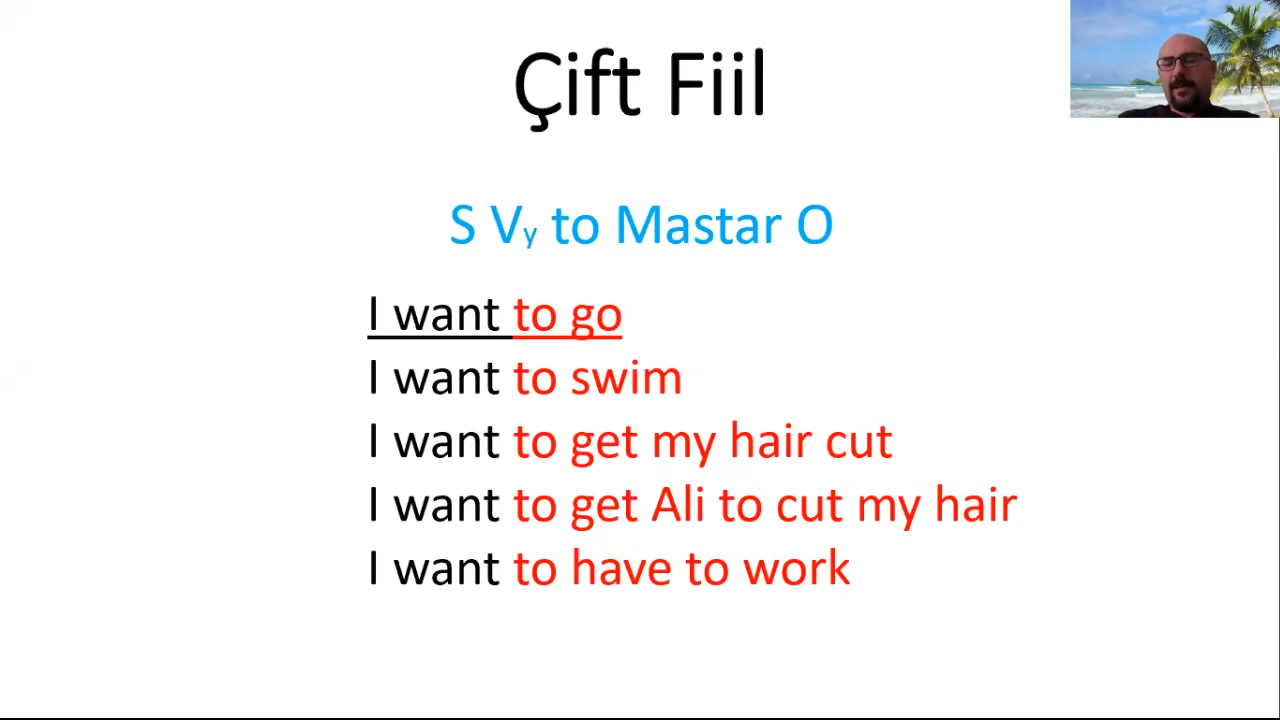 Çift Fiil
S Vy to Mastar O
I want to go
I want to swim
I want to get my hair cut
I want to get Ali to cut my hair
I want to have to work